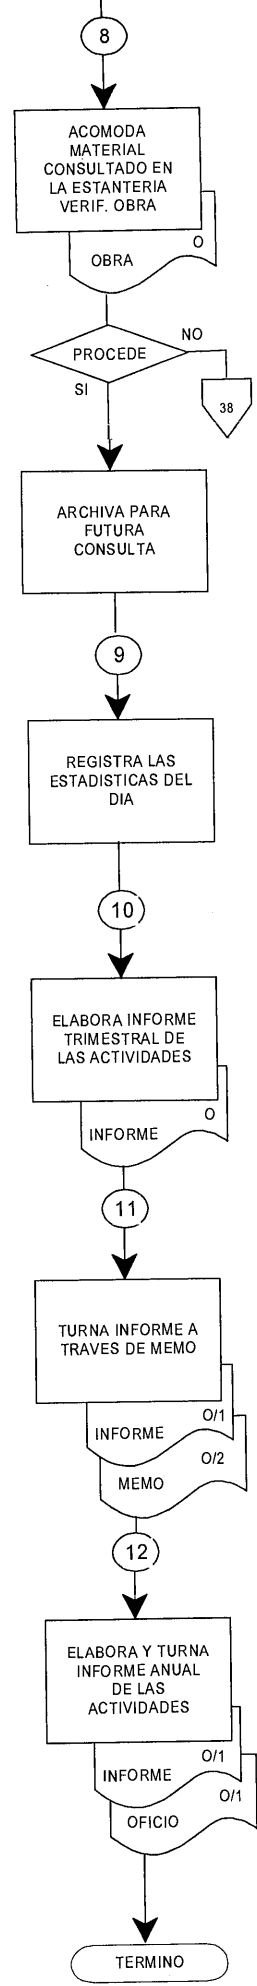 8
ACOMODA
MATERIAL
CONSULTADO EN
LA ESTANTERIA
VERIF. OBRA
O
OBRA
NO
PROCEDE
SI
38
ARCHIVA PARA
FUTURA
CONSULTA
9
REGISTRA LAS
ESTADISTICAS DEL
DIA
10
ELABORA INFORME
TRIMESTRAL DE
LAS ACTIVIDADES
O
INFORME
11
TURNA INFORME A
TRAVES DE MEMO
O/1
INFORME
O/2
MEMO
12
ELABORA Y TURNA
INFORME ANUAL
DE LAS
ACTIVIDADES
O/1
INFORME
O/1
OFICIO
TERMINO